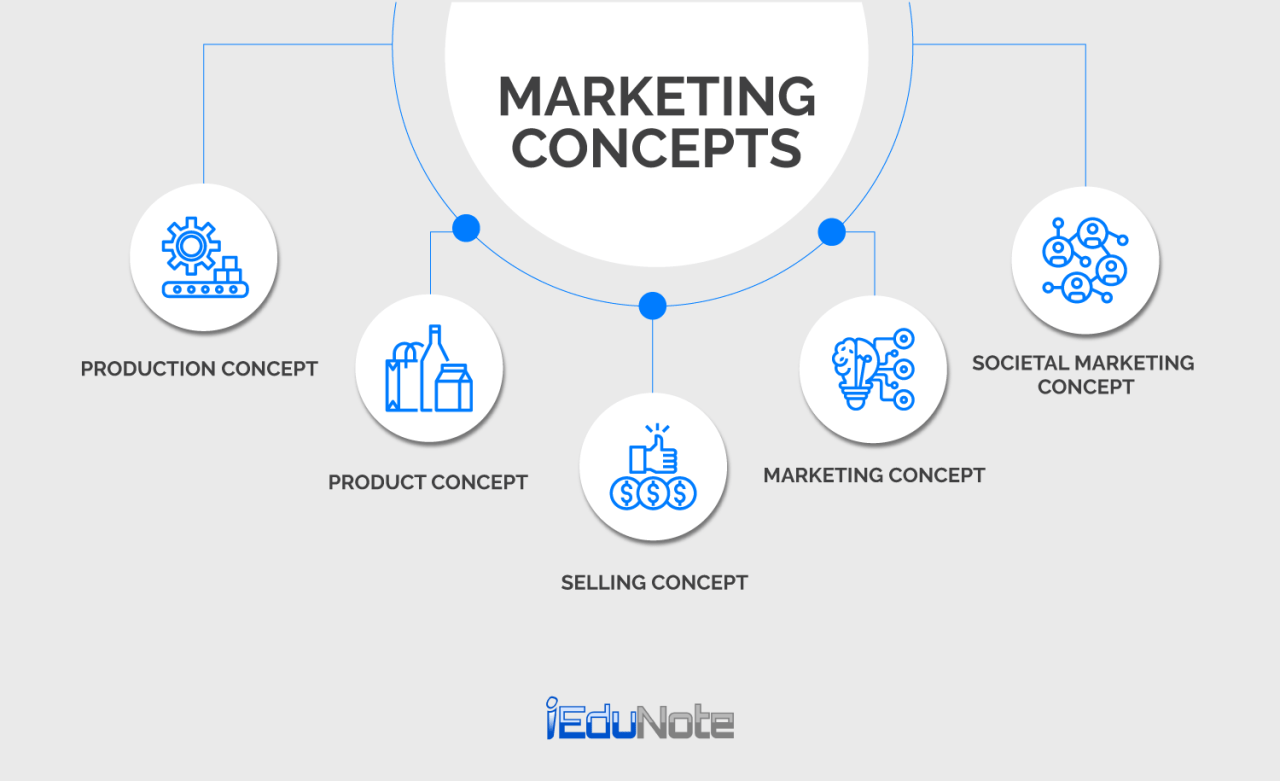 MARKETING
CONCEPTS
PRODUCTION CONCEPT
PRODUCT CONCEPT
$ $ $
SELLING CONCEPT
MARKETING CONCEPT
SOCIETAL MARKETING
CONCEPT
iEduNote